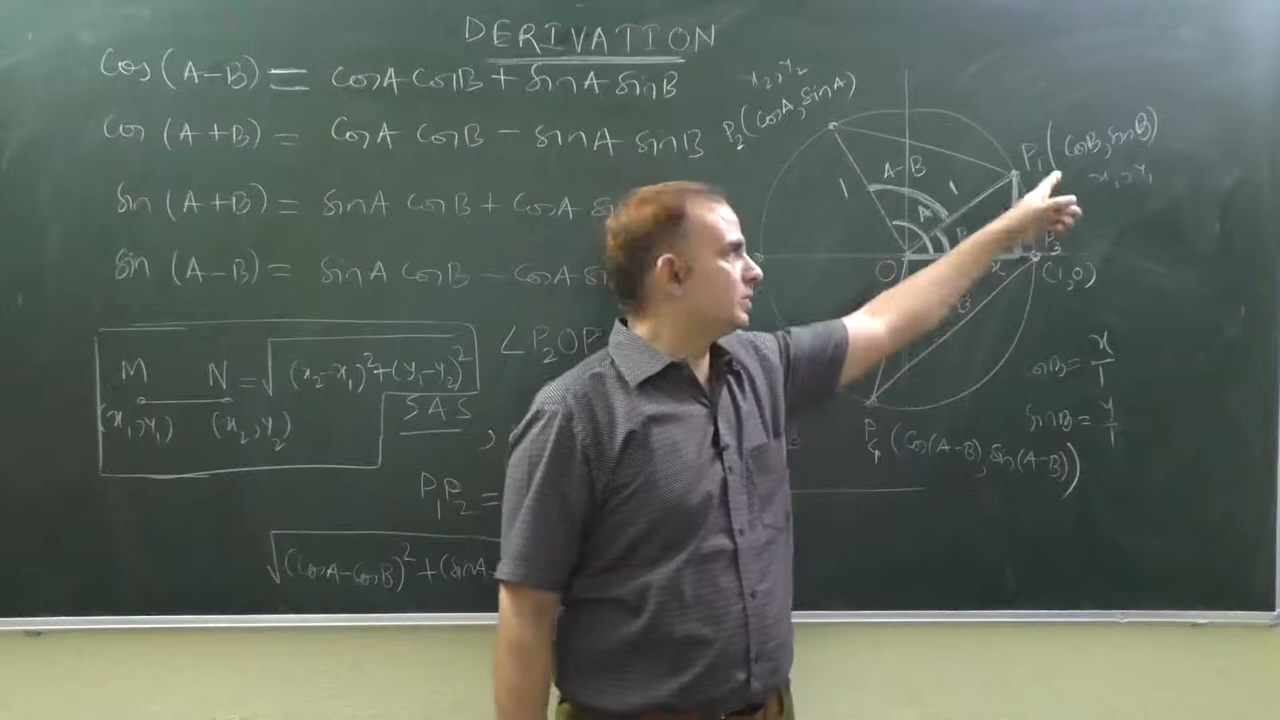 DERIVATION
cos (A-B) = cosA cosB + sinA sinB
cos (A+B) = cosA cosB - sinA sinB
sin (A+B) = sinA cosB + cosA
sin (A-B) = sinA cosB - cosA
M N = √(x₂-x₁)²+(y₁-y₂)²
(x₁,y₁) (x₂,y₂)
SAS ,
∠P₂OP
P₁P₂ =
√(cosA-cosB)²+(sinA-
x₂,y₂
P₂(cosA, sinA)
P₁(cosB, sinB)
x₁,y₁
A-B
1
1
A
B
P₃
O
x
(1,0)
cosB = x/1
sinB = y/1
P₄ (cos(A-B), sin(A-B))